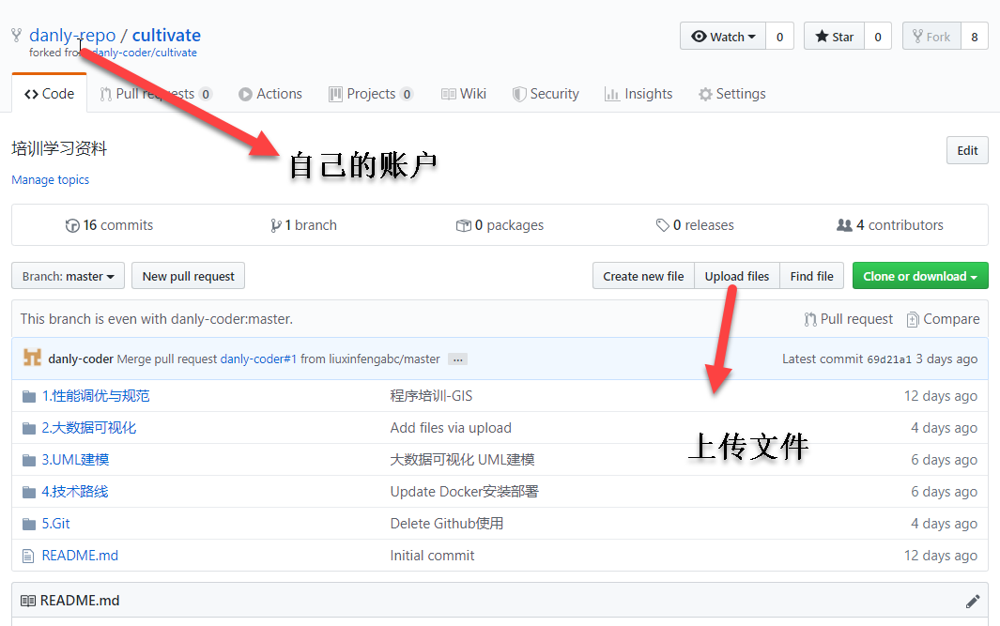 danly-repo / cultivate
Watch 0 Star 0 Fork 8
forked from danly-coder/cultivate
Code Pull requests 0 Actions Projects 0 Wiki Security Insights Settings
培训学习资料
Edit
自己的账户
Manage topics
16 commits 1 branch 0 packages 0 releases 4 contributors
Branch: master New pull request Create new file Upload files Find file Clone or download
This branch is even with danly-coder:master. Pull request Compare
danly-coder Merge pull request danly-coder#1 from liuxinfengabc/master ... Latest commit 69d21a1 3 days ago
1.性能调优与规范 程序培训-GIS 12 days ago
2.大数据可视化 Add files via upload 4 days ago
上传文件
3.UML建模 大数据可视化 UML建模 6 days ago
4.技术路线 Update Docker安装部署 6 days ago
5.Git Delete Github使用 4 days ago
README.md Initial commit 12 days ago
README.md